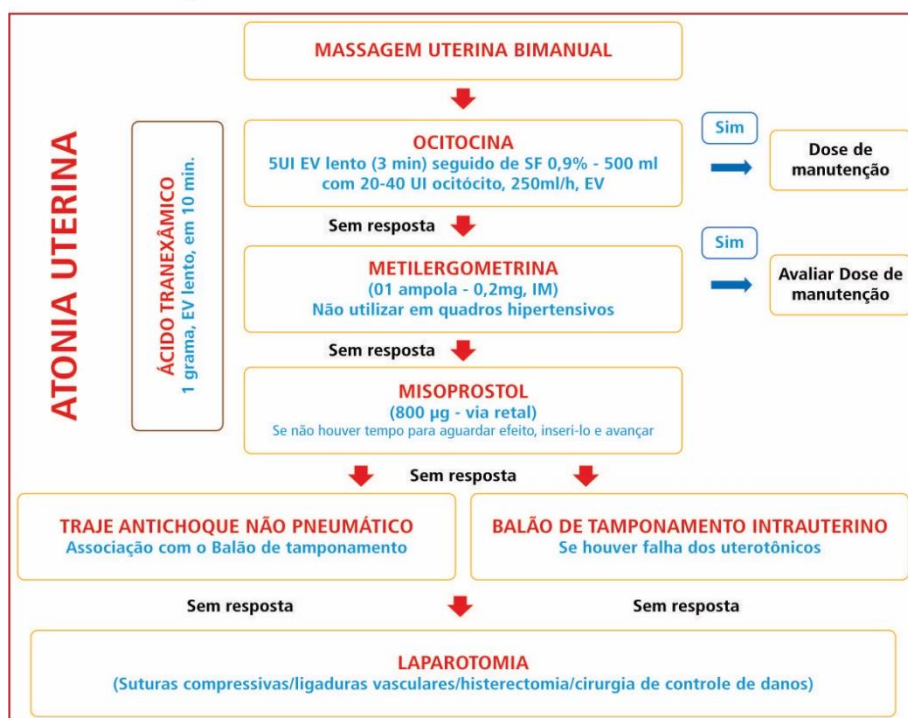 MASSAGEM UTERINA BIMANUAL
ATONIA UTERINA
ÁCIDO TRANEXÂMICO
1 grama, EV lento, em 10 min.
OCITOCINA
5UI EV lento (3 min) seguido de SF 0,9% - 500 ml
com 20-40 UI ocitócito, 250ml/h, EV
Sim
Dose de
manutenção
Sem resposta
METILERGOMETRINA
(01 ampola - 0,2mg, IM)
Não utilizar em quadros hipertensivos
Sim
Avaliar Dose de
manutenção
Sem resposta
MISOPROSTOL
(800 µg - via retal)
Se não houver tempo para aguardar efeito, inseri-lo e avançar
Sem resposta
TRAJE ANTICHOQUE NÃO PNEUMÁTICO
Associação com o Balão de tamponamento
BALÃO DE TAMPONAMENTO INTRAUTERINO
Se houver falha dos uterotônicos
Sem resposta
Sem resposta
LAPAROTOMIA
(Suturas compressivas/ligaduras vasculares/histerectomia/cirurgia de controle de danos)